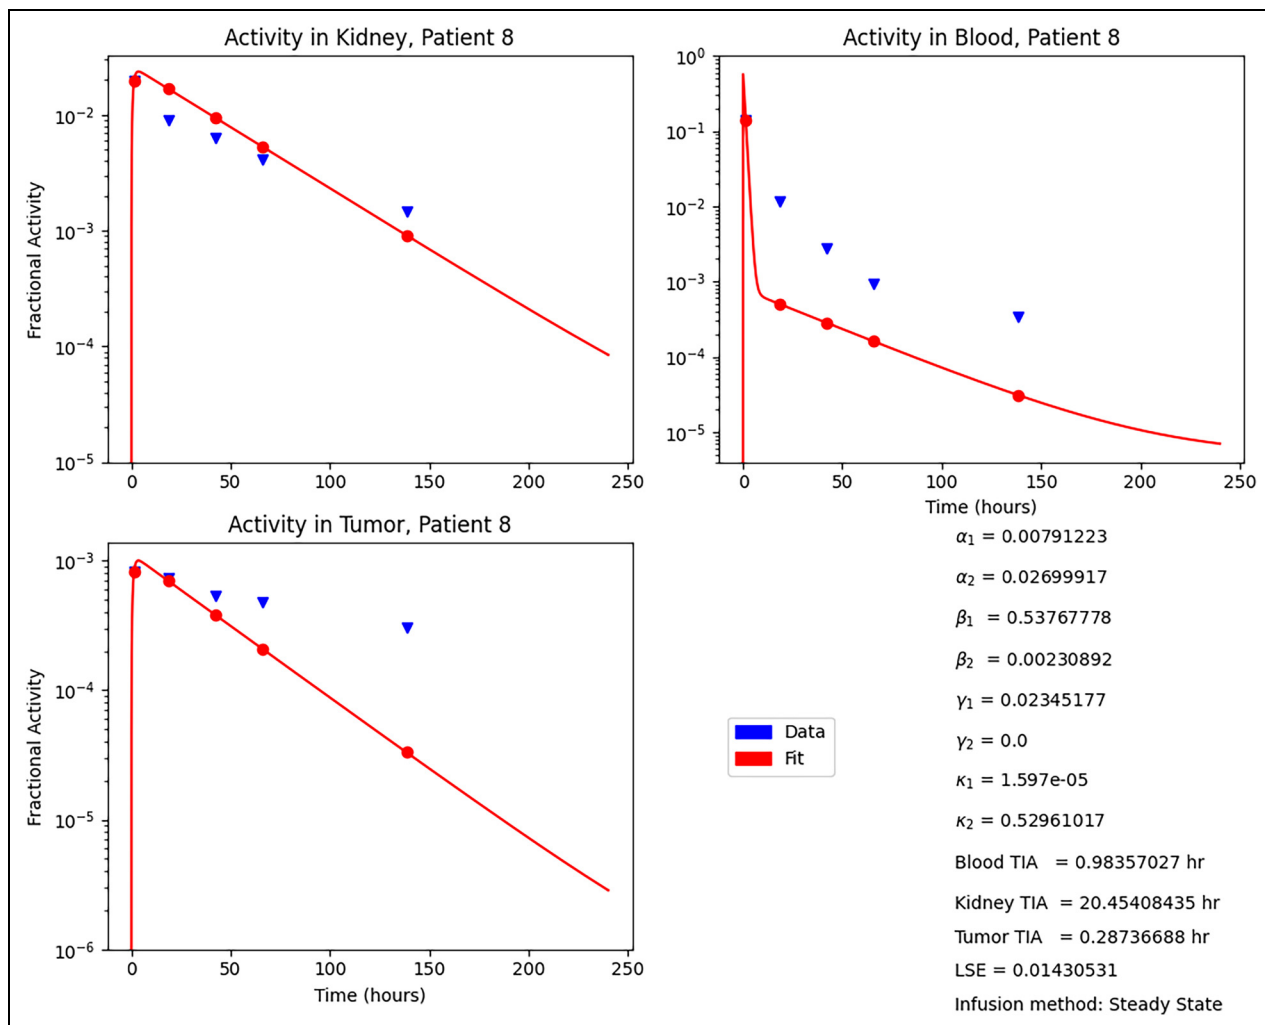 Activity in Kidney, Patient 8
Fractional Activity
10⁻²
10⁻³
10⁻⁴
10⁻⁵
0 50 100 150 200 250
Activity in Blood, Patient 8
10⁰
10⁻¹
10⁻²
10⁻³
10⁻⁴
10⁻⁵
0 50 100 150 200 250
Time (hours)
Activity in Tumor, Patient 8
Fractional Activity
10⁻³
10⁻⁴
10⁻⁵
10⁻⁶
0 50 100 150 200 250
Time (hours)
Data
Fit
α₁ = 0.00791223
α₂ = 0.02699917
β₁ = 0.53767778
β₂ = 0.00230892
γ₁ = 0.02345177
γ₂ = 0.0
κ₁ = 1.597e-05
κ₂ = 0.52961017
Blood TIA = 0.98357027 hr
Kidney TIA = 20.45408435 hr
Tumor TIA = 0.28736688 hr
LSE = 0.01430531
Infusion method: Steady State